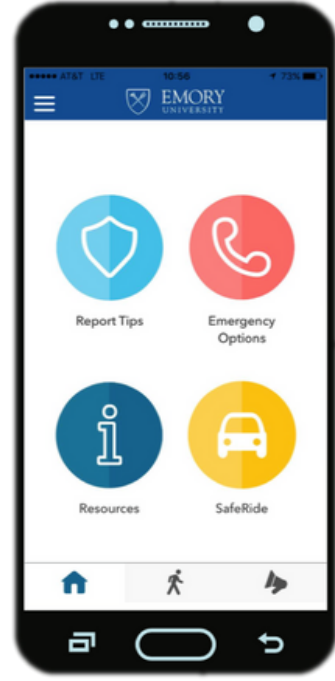 AT&T LTE 10:56 73%
EMORY
UNIVERSITY
Report Tips
Emergency
Options
Resources
SafeRide